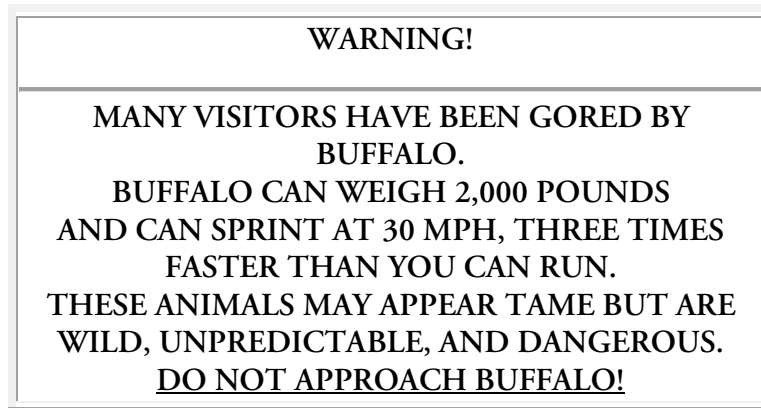 WARNING!
MANY VISITORS HAVE BEEN GORED BY
BUFFALO.
BUFFALO CAN WEIGH 2,000 POUNDS
AND CAN SPRINT AT 30 MPH, THREE TIMES
FASTER THAN YOU CAN RUN.
THESE ANIMALS MAY APPEAR TAME BUT ARE
WILD, UNPREDICTABLE, AND DANGEROUS.
DO NOT APPROACH BUFFALO!